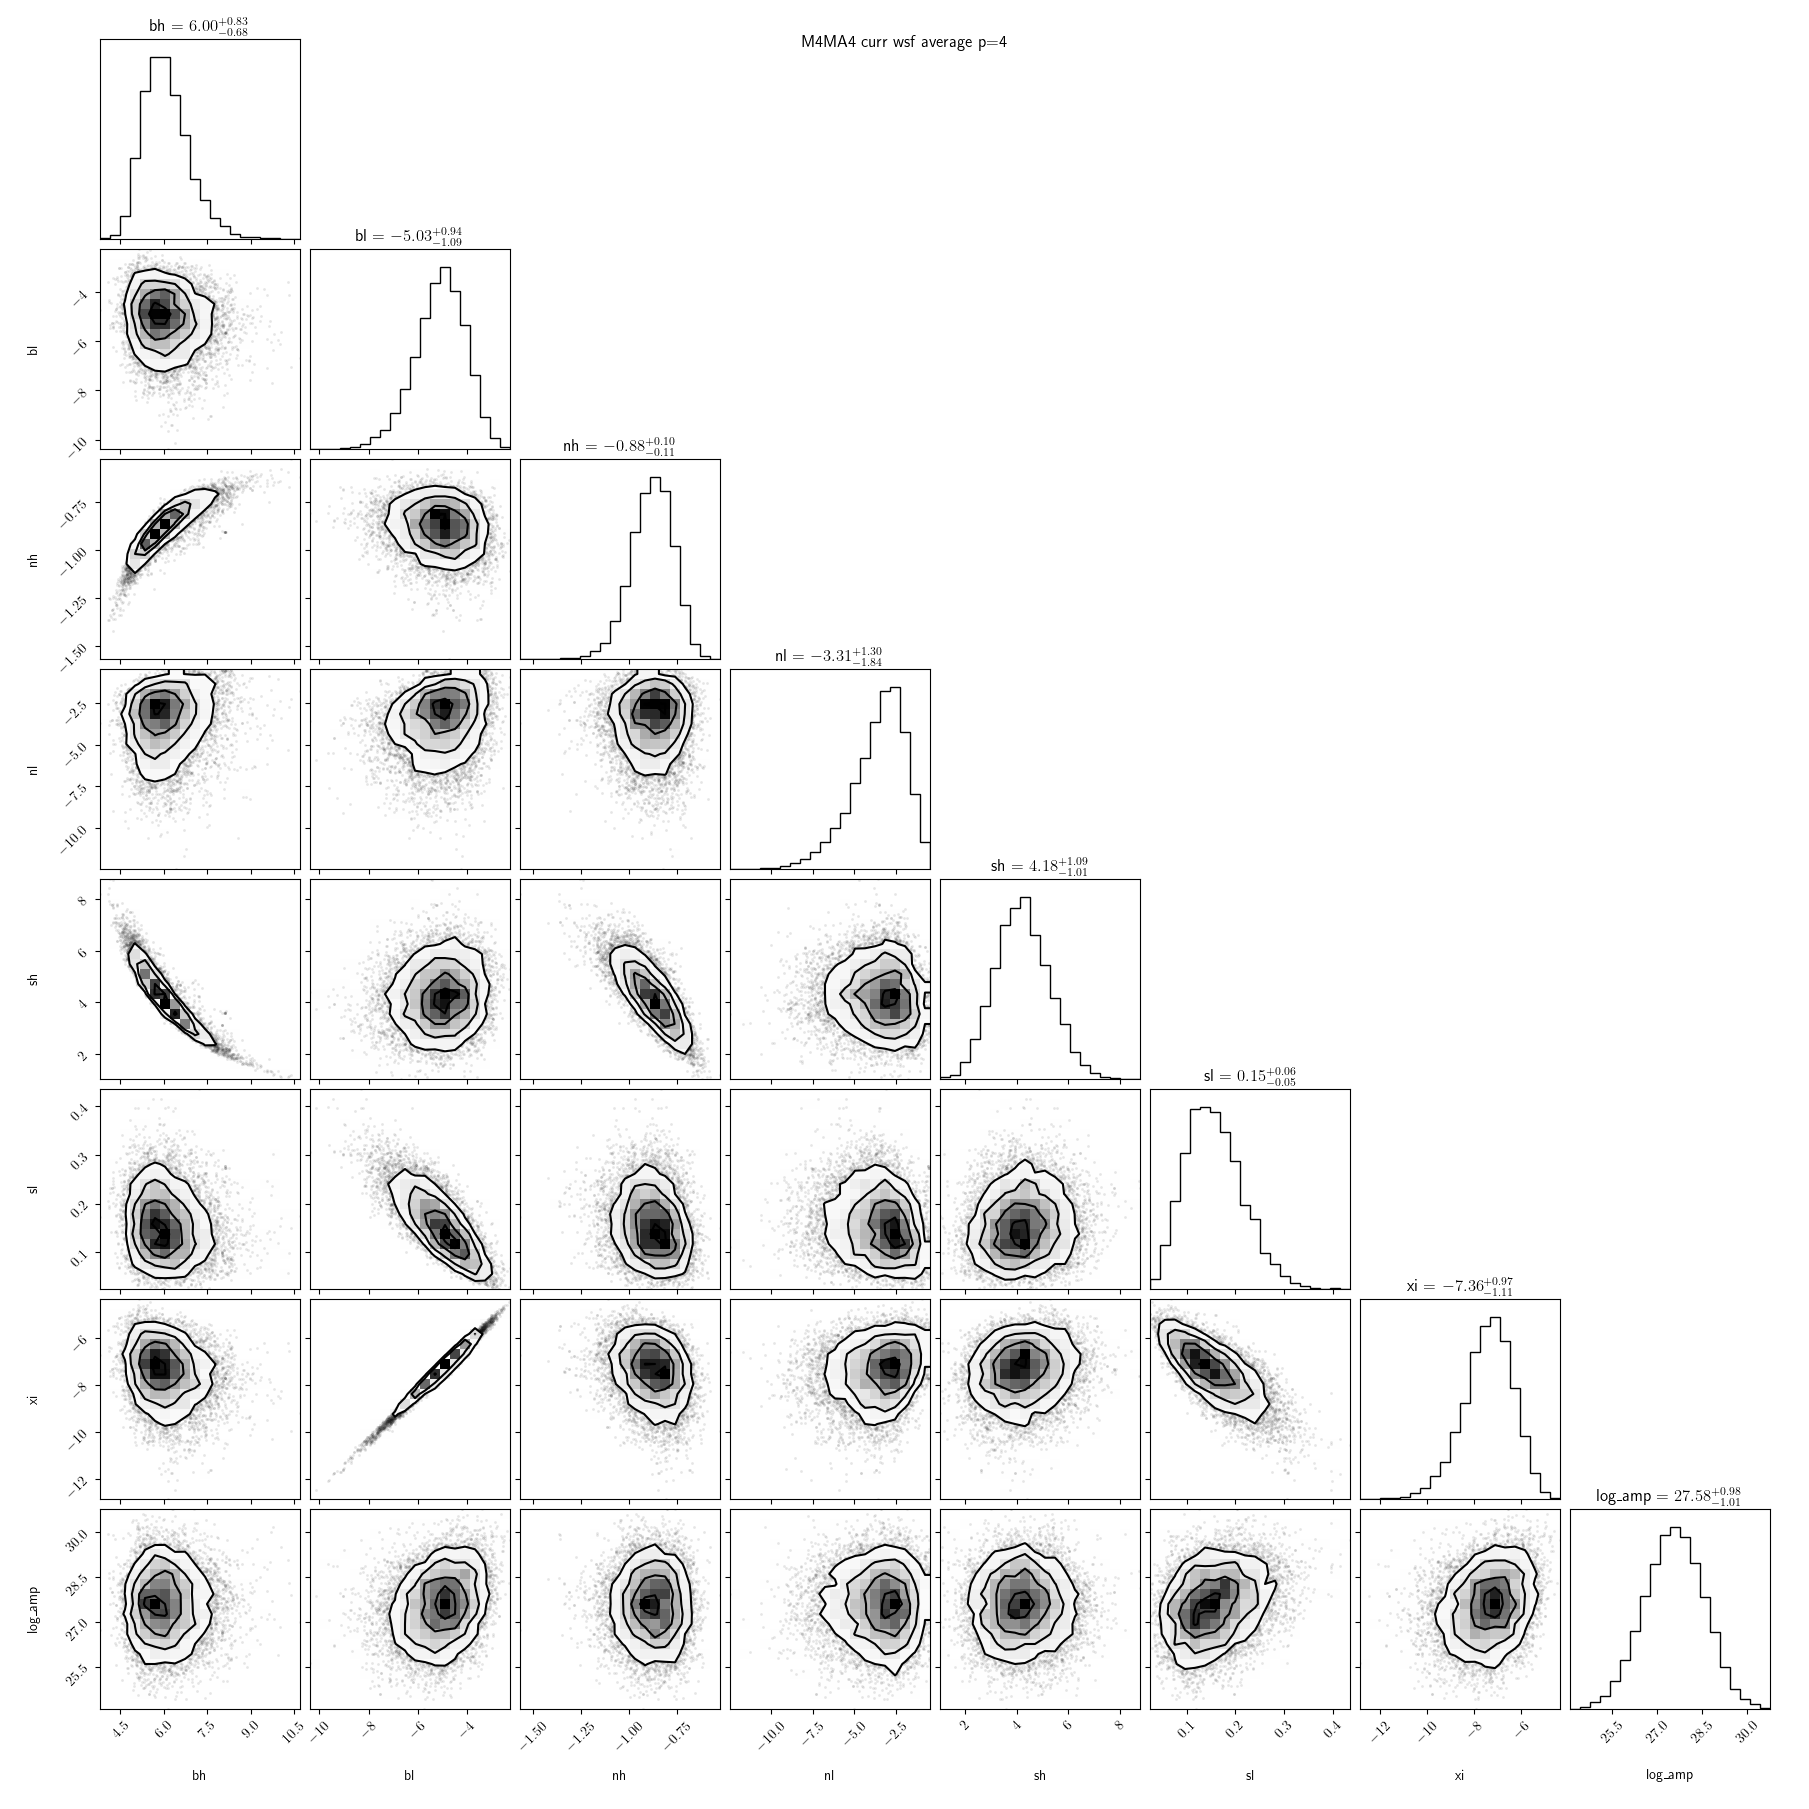 bh = 6.00+0.83−0.68
M4MA4 curr wsf average p=4
bl = −5.03+0.94−1.09
−4
−6
−8
−10
bl
nh = −0.88+0.10−0.11
−0.75
−1.00
−1.25
−1.50
nh
nl = −3.31+1.30−1.84
−2.5
−5.0
−7.5
−10.0
nl
sh = 4.18+1.09−1.01
8
6
4
2
sh
sl = 0.15+0.06−0.05
0.4
0.3
0.2
0.1
sl
xi = −7.36+0.97−1.11
−6
−8
−10
−12
xi
log_amp = 27.58+0.98−1.01
30.0
28.5
27.0
25.5
log_amp
4.5 6.0 7.5 9.0 10.5 −10 −8 −6 −4 −1.50 −1.25 −1.00 −0.75 −10.0 −7.5 −5.0 −2.5 2 4 6 8 0.1 0.2 0.3 0.4 −12 −10 −8 −6 25.5 27.0 28.5 30.0
bh bl nh nl sh sl xi log_amp